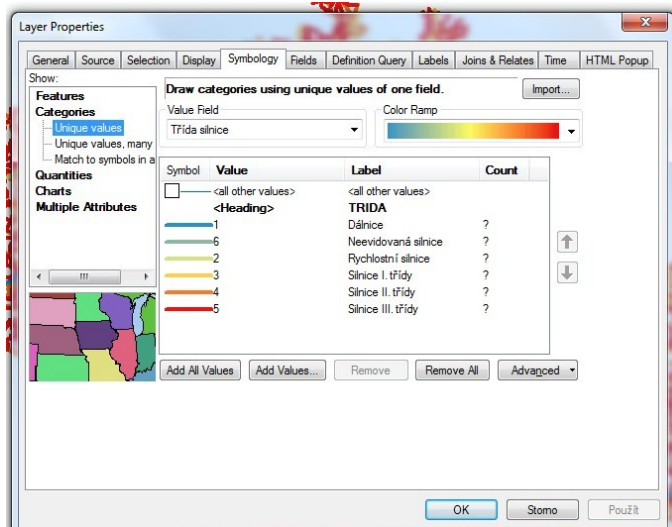 Layer Properties
General Source Selection Display Symbology Fields Definition Query Labels Joins & Relates Time HTML Popup
Show:
Features
Categories
Unique values
Unique values, many
Match to symbols in a
Quantities
Charts
Multiple Attributes
Draw categories using unique values of one field.
Import...
Value Field
Třída silnice
Color Ramp
Symbol Value Label Count
<all other values> <all other values>
<Heading> TRIDA
1 Dálnice ?
6 Neevidovaná silnice ?
2 Rychlostní silnice ?
3 Silnice I. třídy ?
4 Silnice II. třídy ?
5 Silnice III. třídy ?
Add All Values Add Values... Remove Remove All Advanced
OK Storno Použít